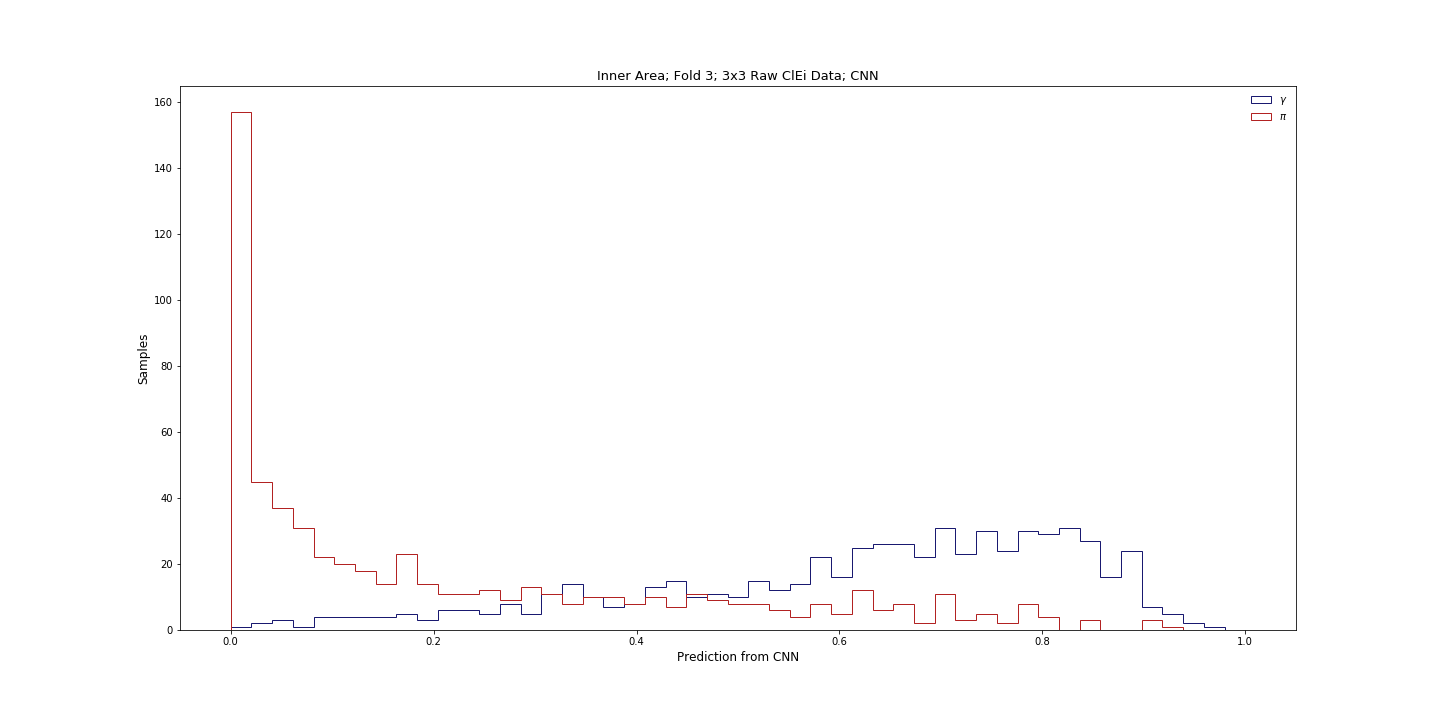 Inner Area; Fold 3; 3x3 Raw ClEi Data; CNN
γ
π
160
140
120
100
80
60
40
20
0
Samples
0.0 0.2 0.4 0.6 0.8 1.0
Prediction from CNN